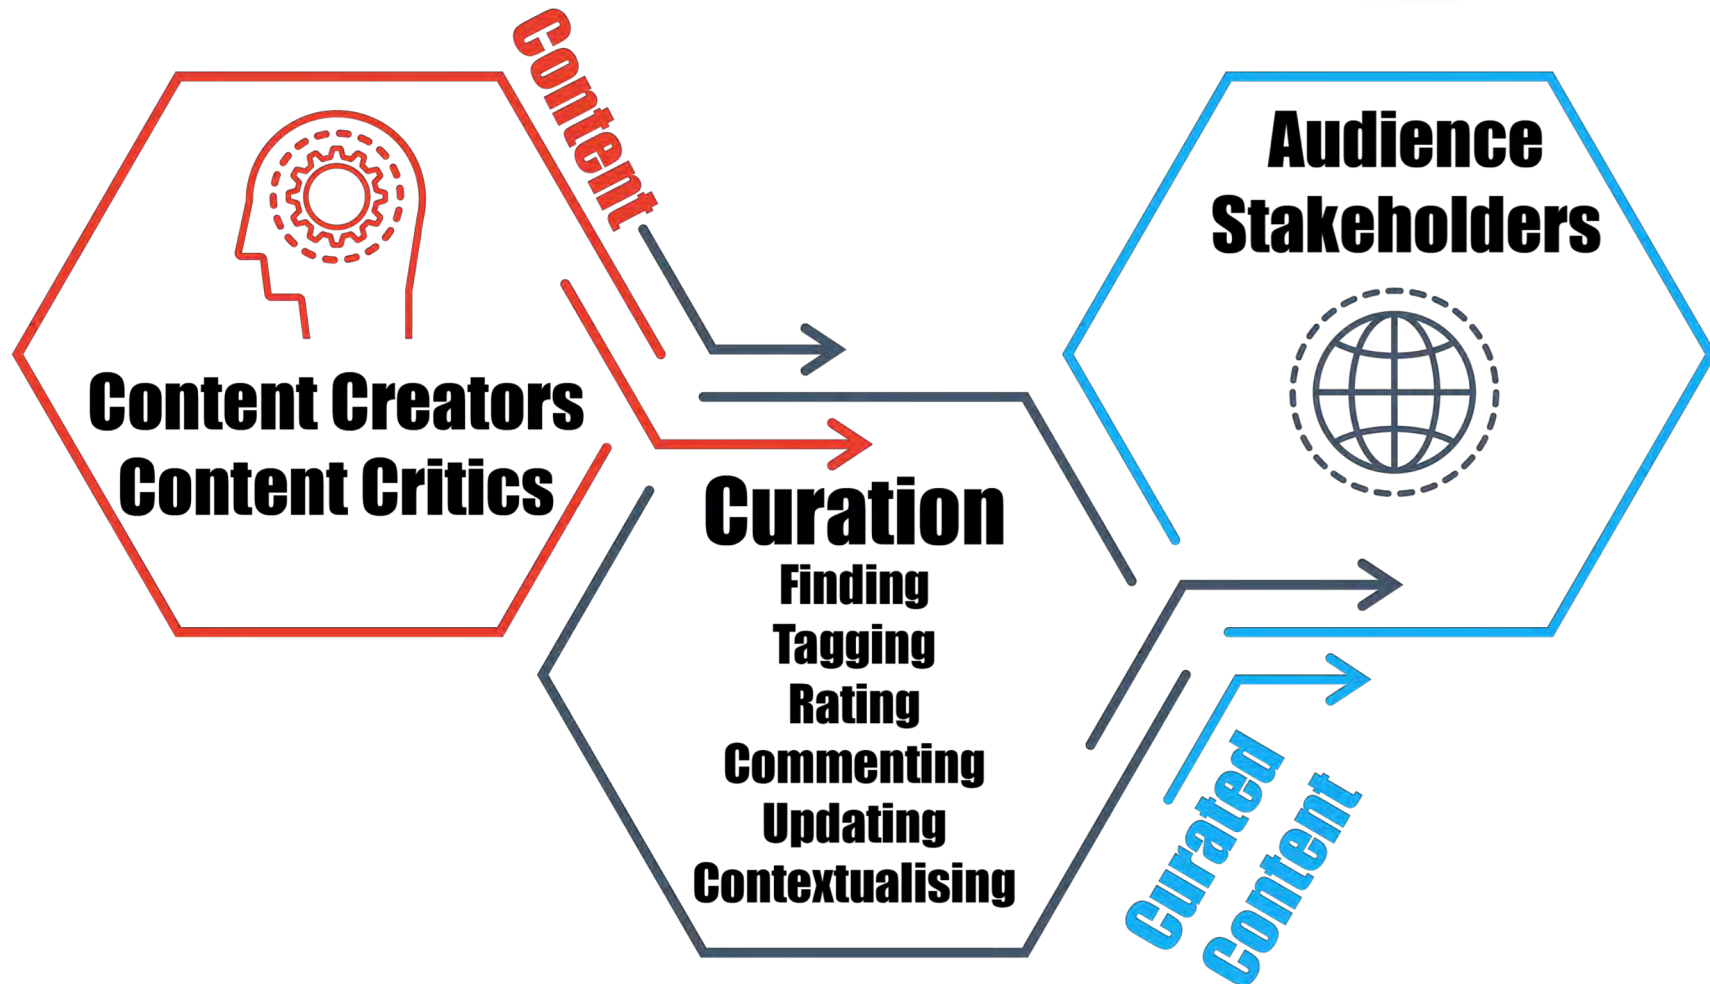 Content
Content Creators
Content Critics
Curation
Finding
Tagging
Rating
Commenting
Updating
Contextualising
Audience
Stakeholders
Curated
Content